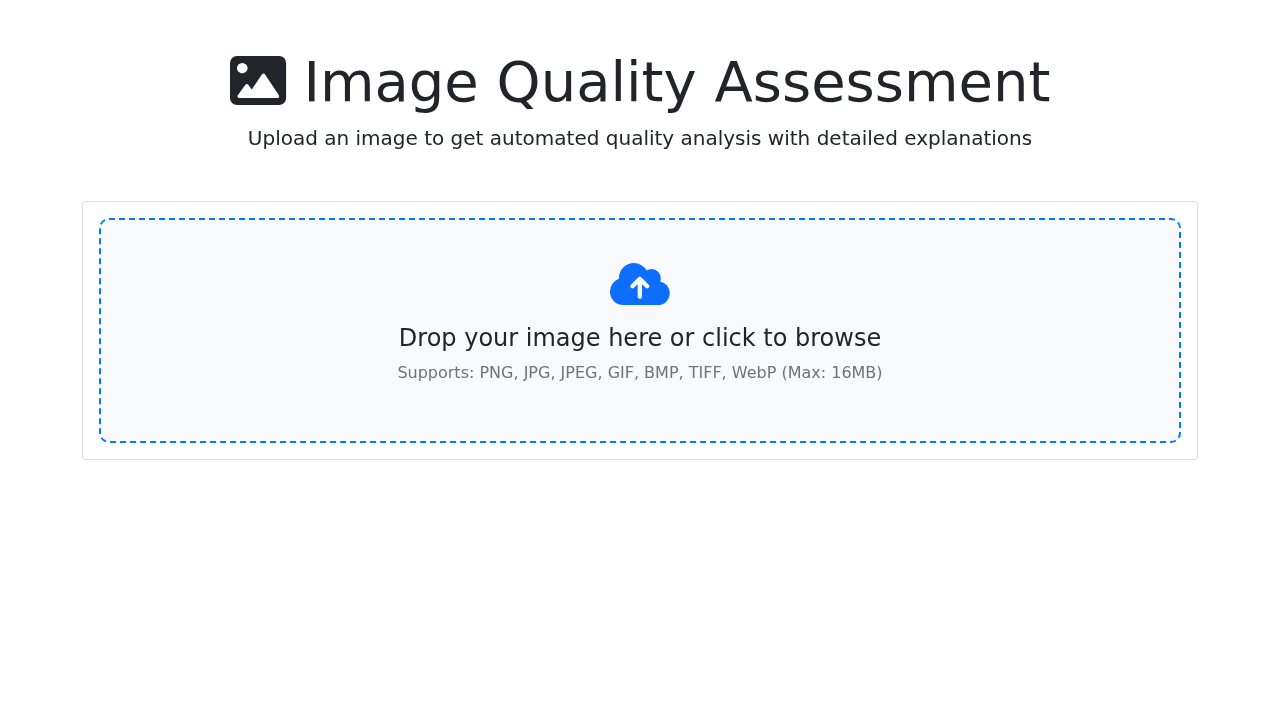 Image Quality Assessment
Upload an image to get automated quality analysis with detailed explanations
Drop your image here or click to browse
Supports: PNG, JPG, JPEG, GIF, BMP, TIFF, WebP (Max: 16MB)